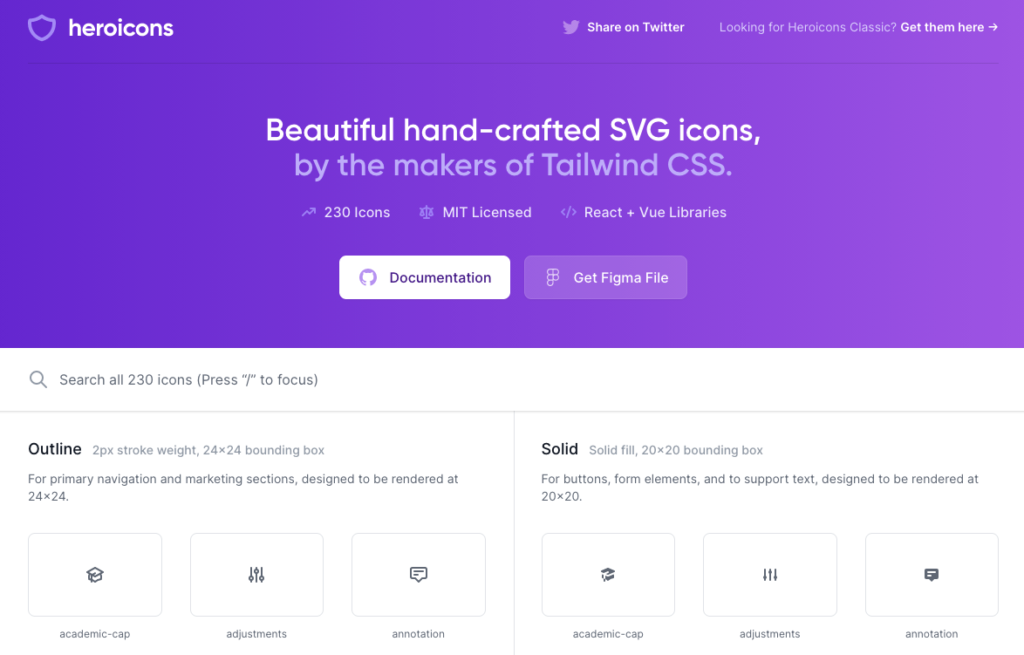 heroicons
Share on Twitter
Looking for Heroicons Classic? Get them here →
Beautiful hand-crafted SVG icons,
by the makers of Tailwind CSS.
230 Icons
MIT Licensed
React + Vue Libraries
Documentation
Get Figma File
Search all 230 icons (Press “/” to focus)
Outline 2px stroke weight, 24×24 bounding box
For primary navigation and marketing sections, designed to be rendered at
24×24.
academic-cap
adjustments
annotation
Solid Solid fill, 20×20 bounding box
For buttons, form elements, and to support text, designed to be rendered at
20×20.
academic-cap
adjustments
annotation